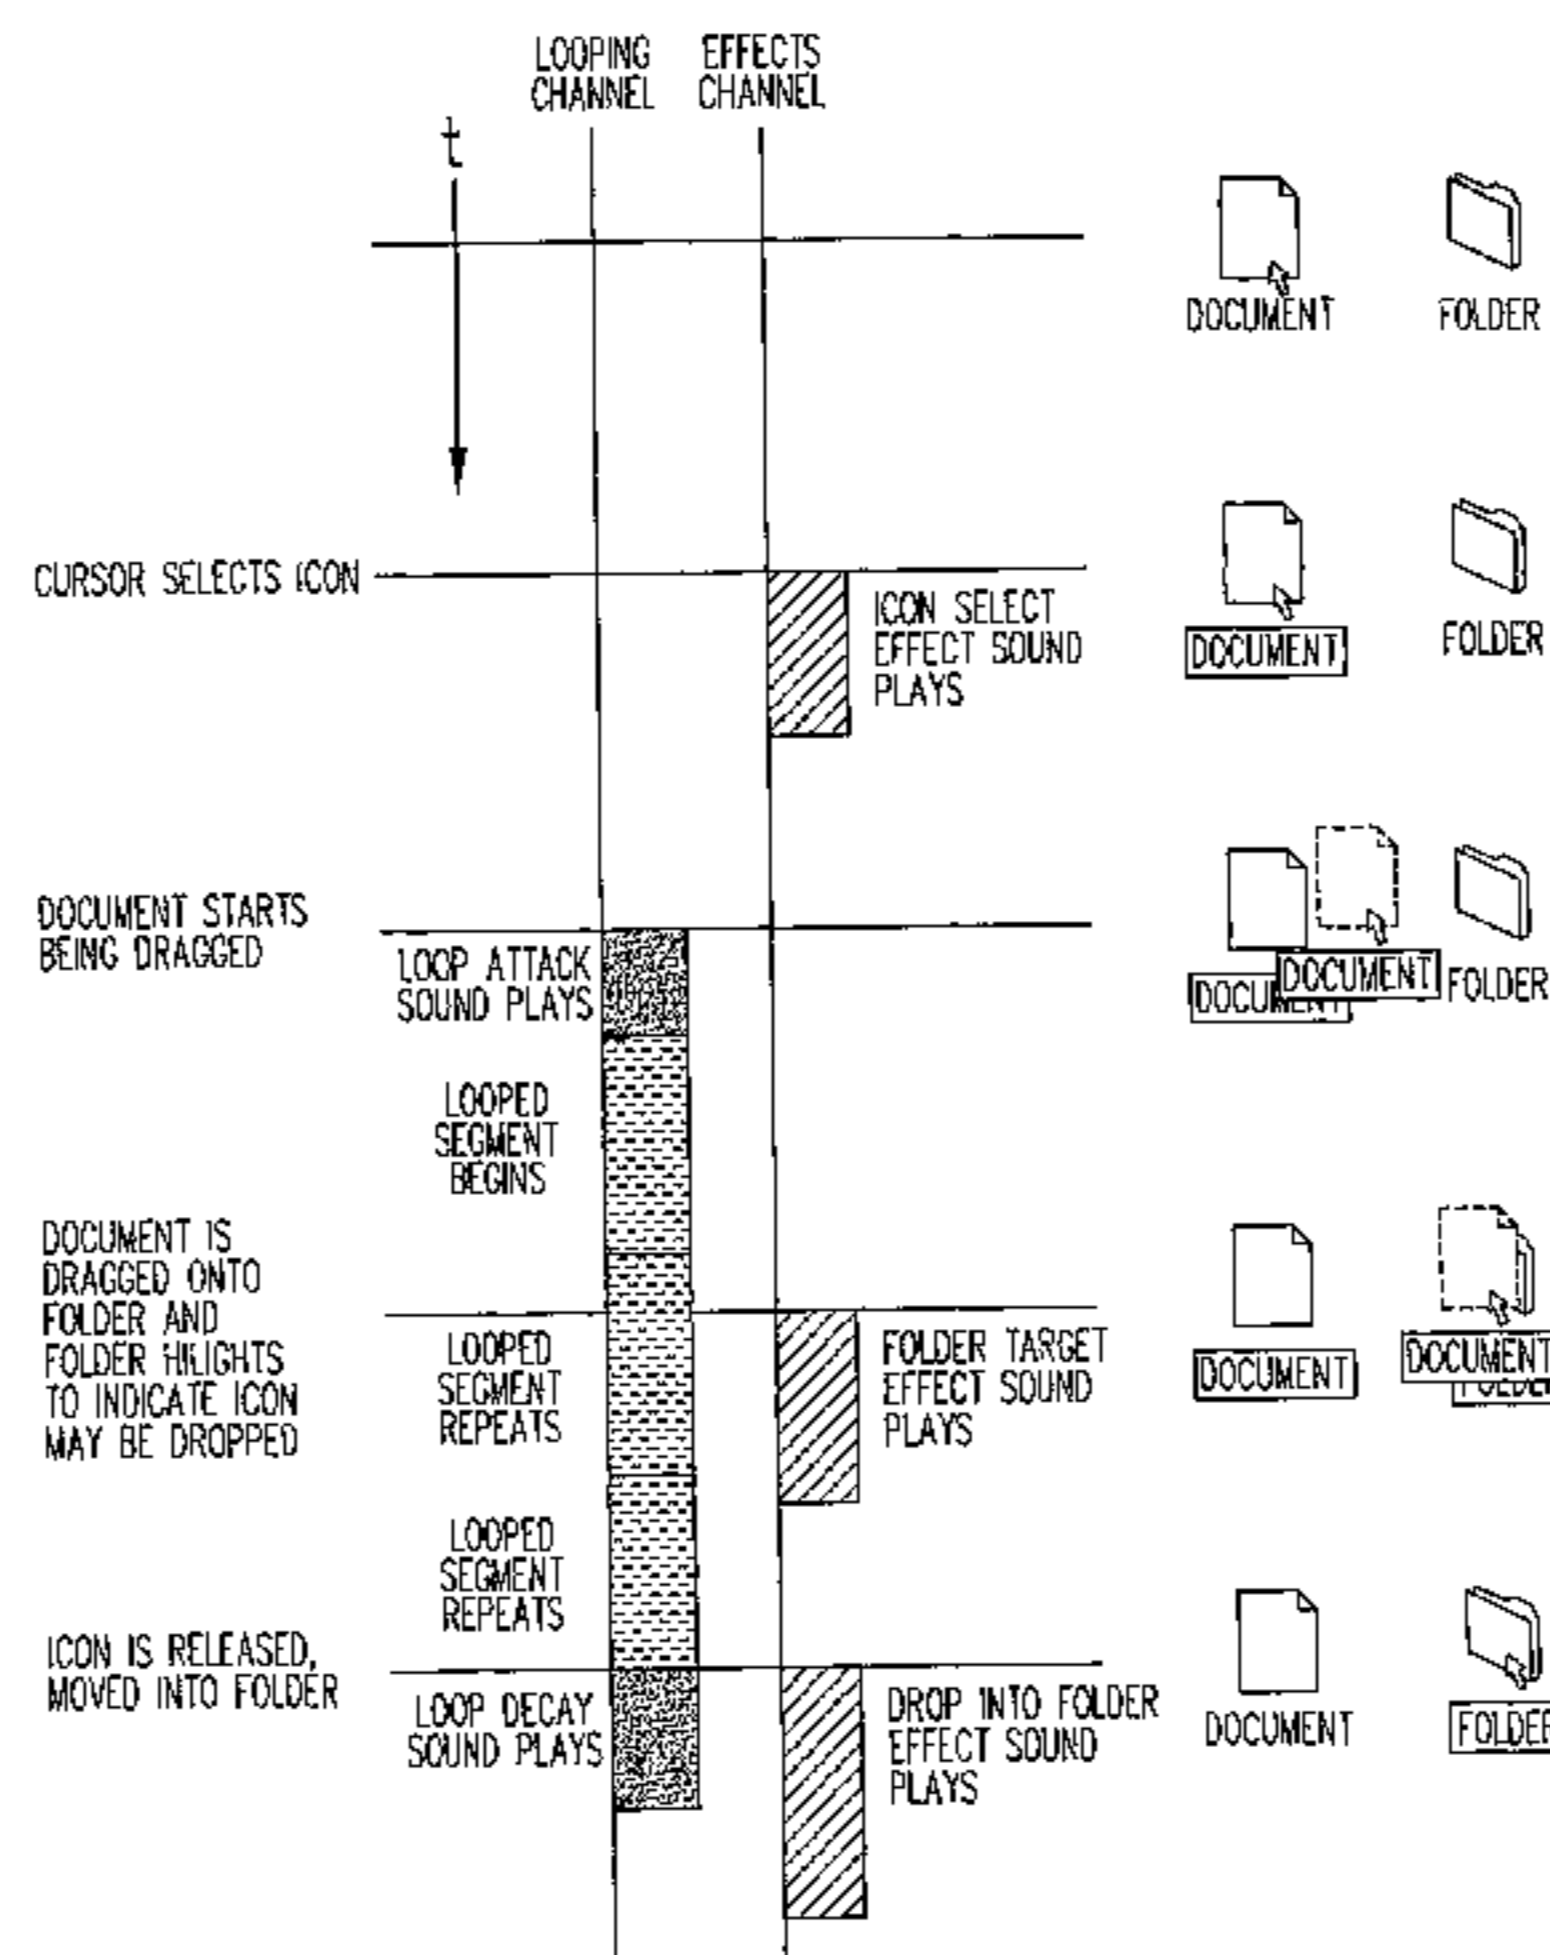 LOOPING
CHANNEL
EFFECTS
CHANNEL
t
DOCUMENT
FOLDER
CURSOR SELECTS ICON
ICON SELECT
EFFECT SOUND
PLAYS
DOCUMENT
FOLDER
DOCUMENT STARTS
BEING DRAGGED
LOOP ATTACK
SOUND PLAYS
DOCUMENT
DOCUMENT
FOLDER
LOOPED
SEGMENT
BEGINS
DOCUMENT IS
DRAGGED ONTO
FOLDER AND
FOLDER HILIGHTS
TO INDICATE ICON
MAY BE DROPPED
LOOPED
SEGMENT
REPEATS
FOLDER TARGET
EFFECT SOUND
PLAYS
DOCUMENT
DOCUMENT
FOLDER
LOOPED
SEGMENT
REPEATS
ICON IS RELEASED,
MOVED INTO FOLDER
LOOP DECAY
SOUND PLAYS
DROP INTO FOLDER
EFFECT SOUND
PLAYS
DOCUMENT
FOLDER